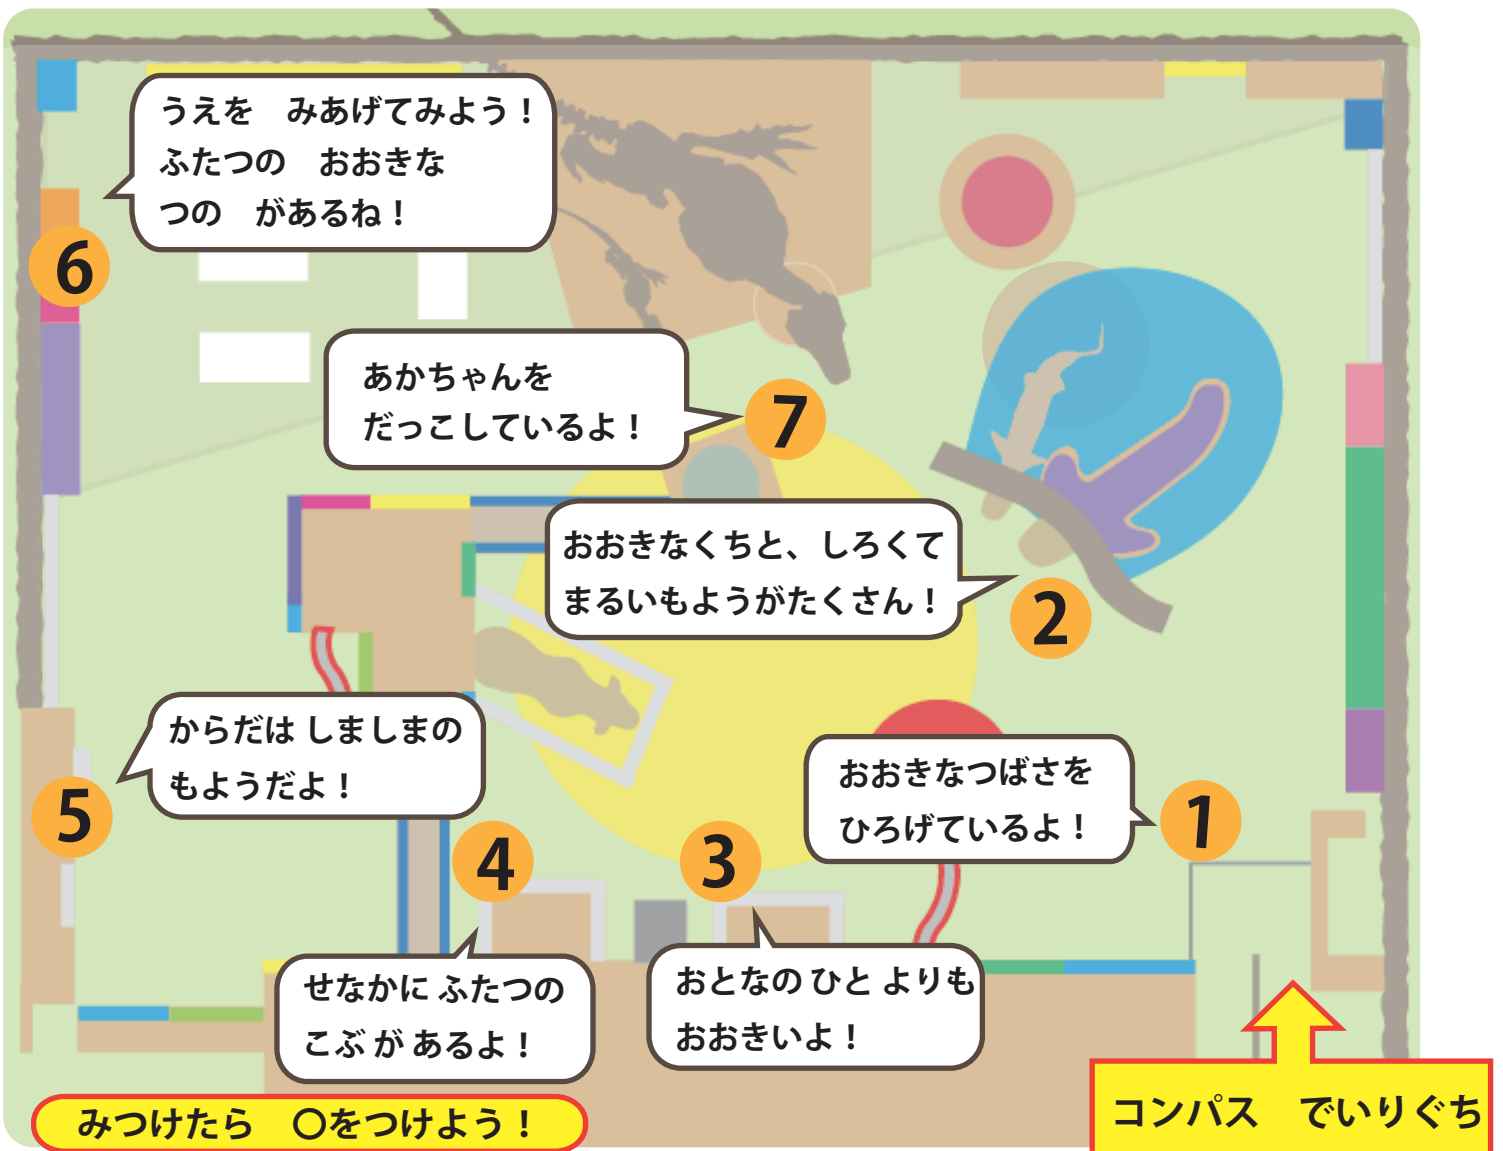 うえを　みあげてみよう！
ふたつの　おおきな
つの　があるね！
6
あかちゃんを
だっこしているよ！
7
おおきなくちと、しろくて
まるいもようがたくさん！
2
からだは しましまの
もようだよ！
5
おおきなつばさを
ひろげているよ！
1
4
3
せなかに ふたつの
こぶ が あるよ！
おとなの ひと よりも
おおきいよ！
みつけたら　〇をつけよう！
コンパス　でいりぐち